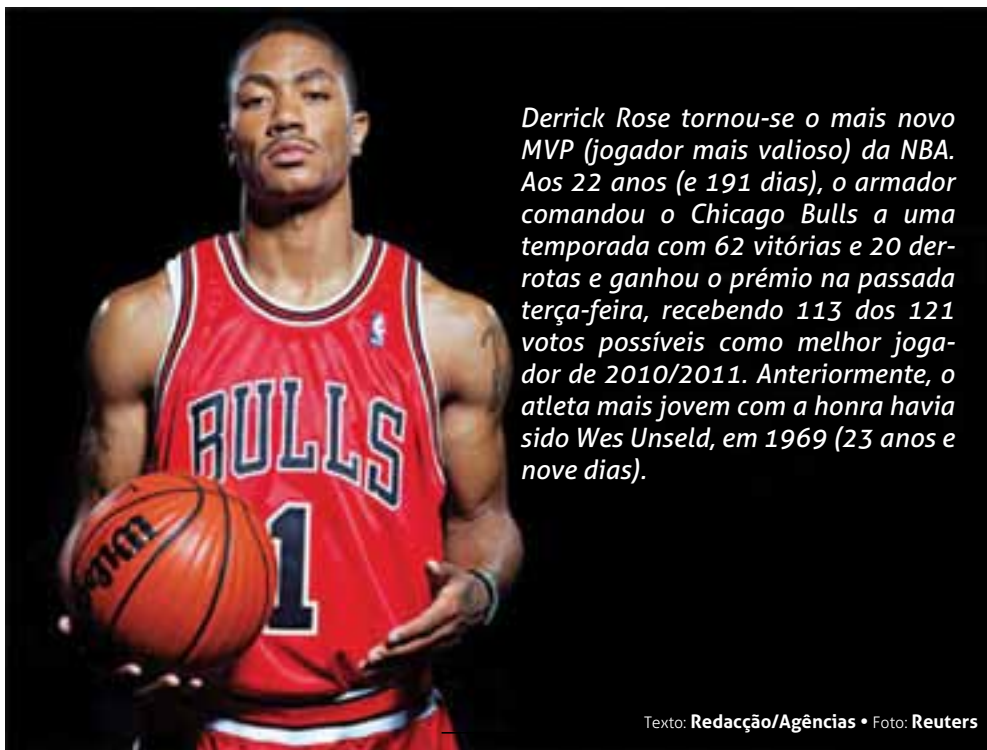 Derrick Rose tornou-se o mais novo
MVP (jogador mais valioso) da NBA.
Aos 22 anos (e 191 dias), o armador
comandou o Chicago Bulls a uma
temporada com 62 vitórias e 20 der-
rotas e ganhou o prémio na passada
terça-feira, recebendo 113 dos 121
votos possíveis como melhor joga-
dor de 2010/2011. Anteriormente, o
atleta mais jovem com a honra havia
sido Wes Unseld, em 1969 (23 anos e
nove dias).
BULLS
1
Texto: Redacção/Agências • Foto: Reuters